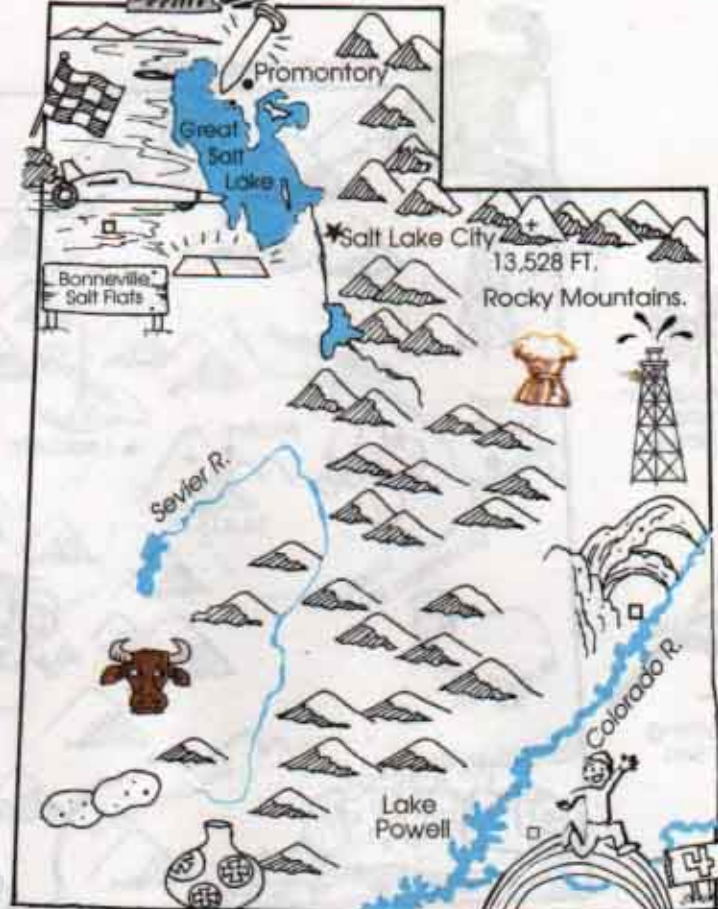 Promontory
Great
Salt
Lake
Salt Lake City
13,528 FT.
Rocky Mountains.
Bonneville
Salt Flats
Sevier R.
Colorado R.
Lake
Powell
4